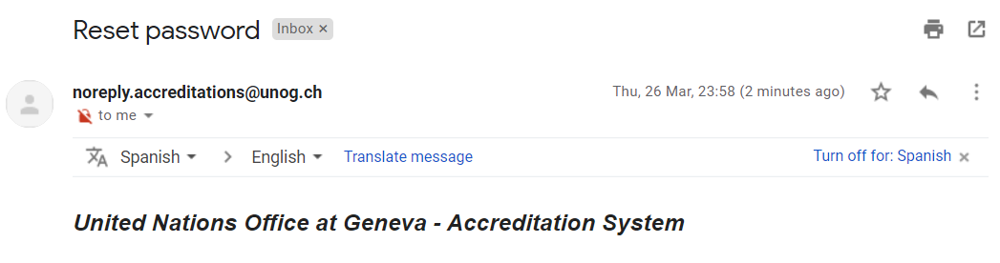 Reset password Inbox ×
noreply.accreditations@unog.ch Thu, 26 Mar, 23:58 (2 minutes ago)
to me
Spanish > English Translate message Turn off for: Spanish ×
United Nations Office at Geneva - Accreditation System